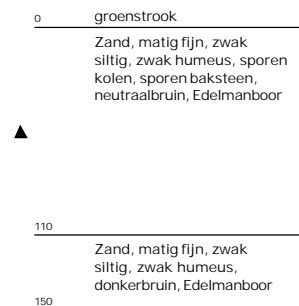 0 groenstrook
Zand, matig fijn, zwak
siltig, zwak humeus, sporen
kolen, sporen baksteen,
neutraalbruin, Edelmanboor
110
Zand, matig fijn, zwak
siltig, zwak humeus,
donkerbruin, Edelmanboor
150